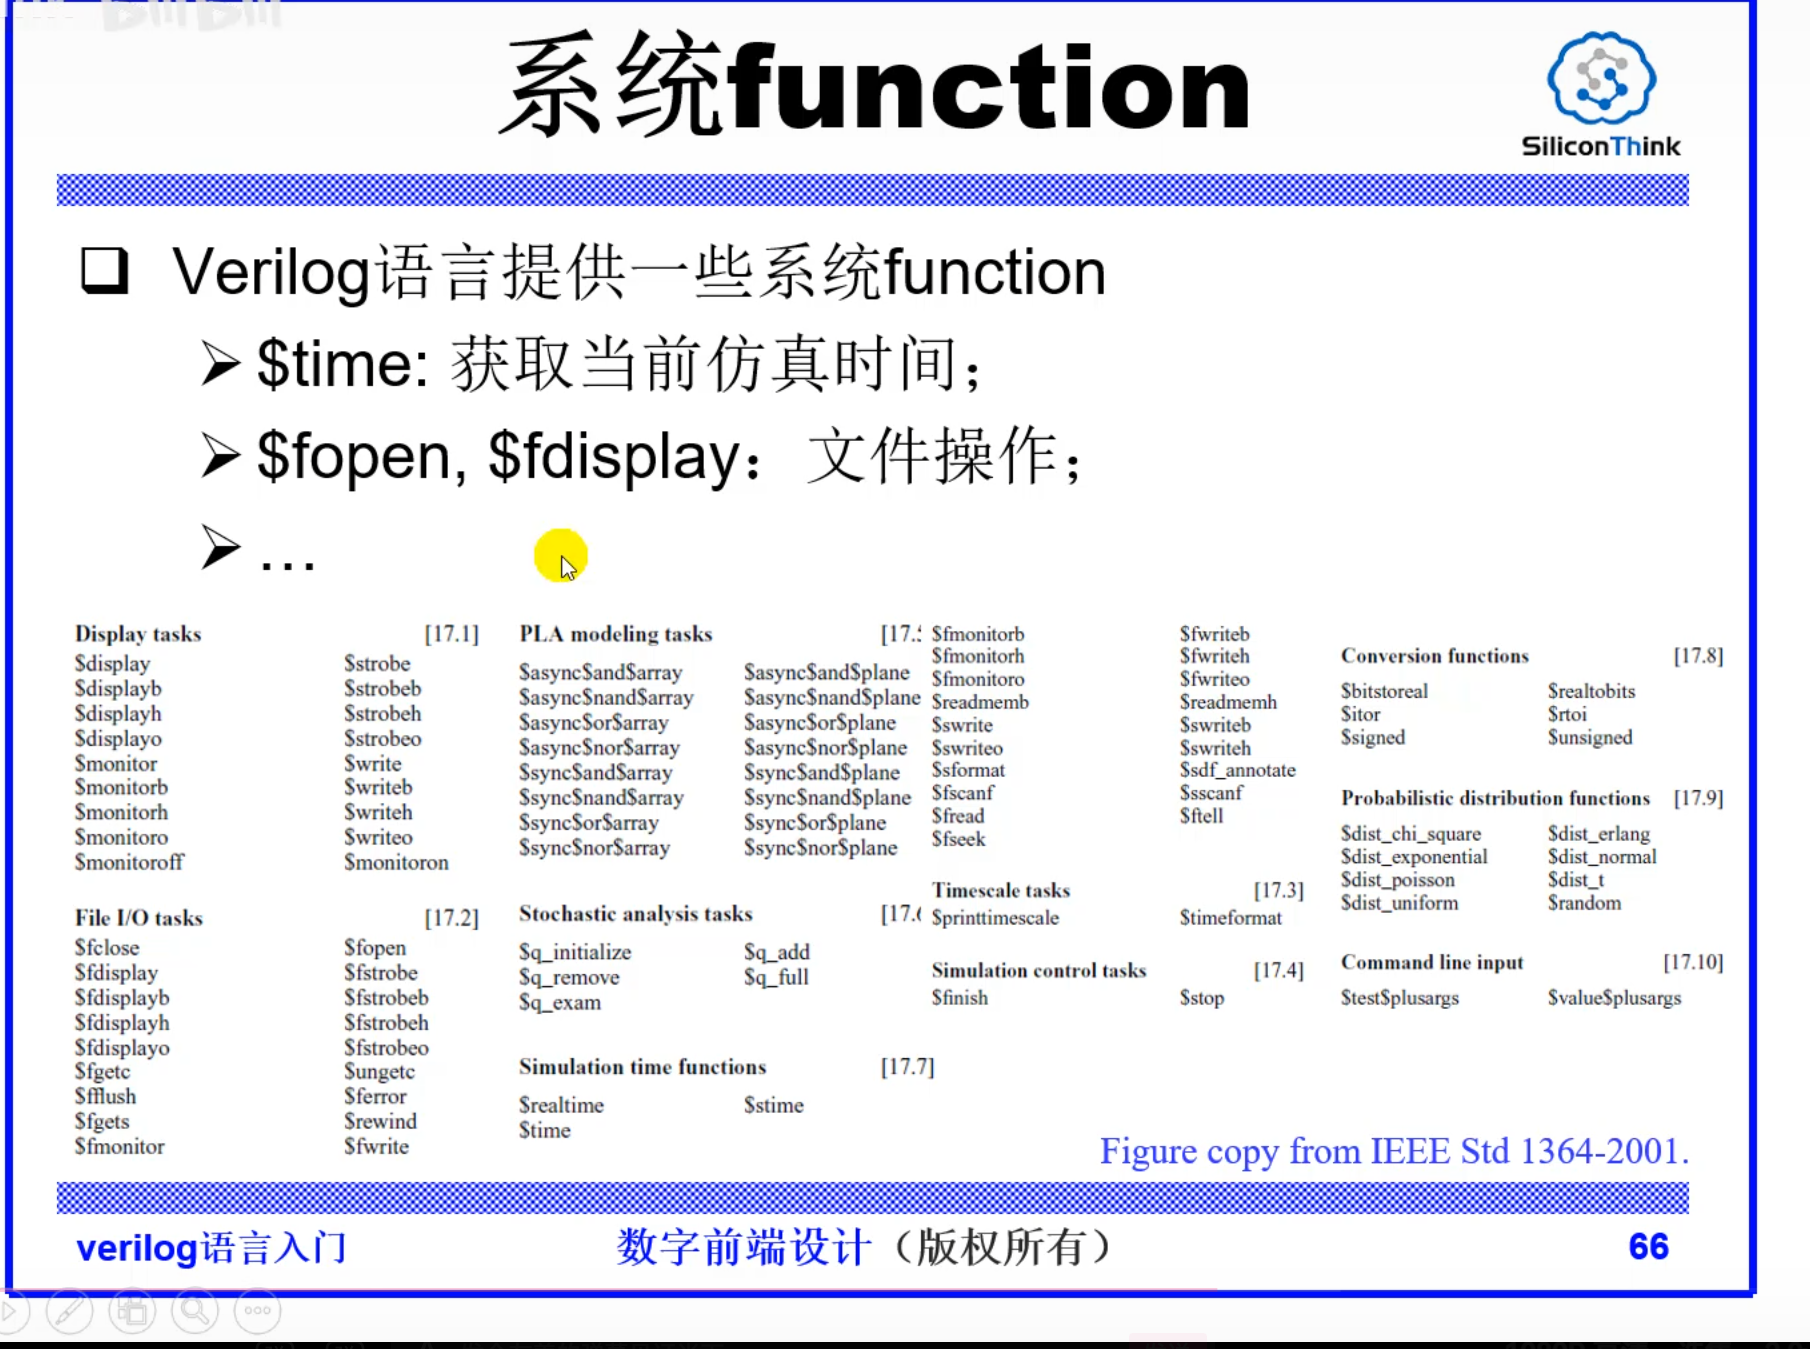 系统function
SiliconThink
Verilog语言提供一些系统function
$time: 获取当前仿真时间；
$fopen, $fdisplay：文件操作；
…
Display tasks [17.1]
$display $strobe
$displayb $strobeb
$displayh $strobeh
$displayo $strobeo
$monitor $write
$monitorb $writeb
$monitorh $writeh
$monitoro $writeo
$monitoroff $monitoron
File I/O tasks [17.2]
$fclose $fopen
$fdisplay $fstrobe
$fdisplayb $fstrobeb
$fdisplayh $fstrobeh
$fdisplayo $fstrobeo
$fgetc $ungetc
$fflush $ferror
$fgets $rewind
$fmonitor $fwrite
PLA modeling tasks
$async$and$array $async$and$plane
$async$nand$array $async$nand$plane
$async$or$array $async$or$plane
$async$nor$array $async$nor$plane
$sync$and$array $sync$and$plane
$sync$nand$array $sync$nand$plane
$sync$or$array $sync$or$plane
$sync$nor$array $sync$nor$plane
Stochastic analysis tasks
$q_initialize $q_add
$q_remove $q_full
$q_exam
Simulation time functions [17.7]
$realtime $stime
$time
$fmonitorb $fwriteb
$fmonitorh $fwriteh
$fmonitoro $fwriteo
$readmemb $readmemh
$swrite $swriteb
$swriteo $swriteh
$sformat $sdf_annotate
$fscanf $sscanf
$fread $ftell
$fseek
Timescale tasks [17.3]
$printtimescale $timeformat
Simulation control tasks [17.4]
$finish $stop
Conversion functions [17.8]
$bitstoreal $realtobits
$itor $rtoi
$signed $unsigned
Probabilistic distribution functions [17.9]
$dist_chi_square $dist_erlang
$dist_exponential $dist_normal
$dist_poisson $dist_t
$dist_uniform $random
Command line input [17.10]
$test$plusargs $value$plusargs
Figure copy from IEEE Std 1364-2001.
verilog语言入门
数字前端设计（版权所有）
66